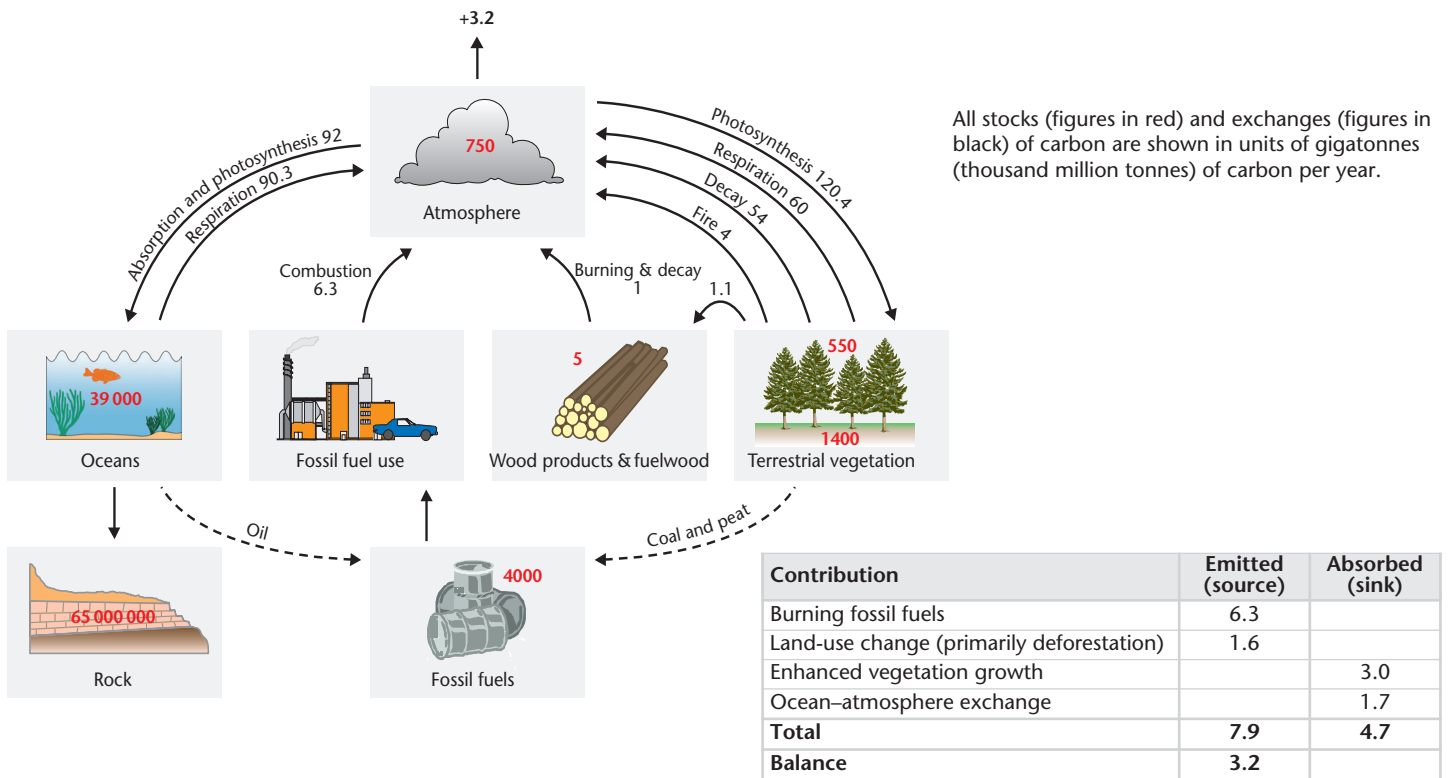 +3.2
750
Atmosphere
Absorption and photosynthesis 92
Respiration 90.3
Photosynthesis 120.4
Respiration 60
Decay 54
Fire 4
All stocks (figures in red) and exchanges (figures in
black) of carbon are shown in units of gigatonnes
(thousand million tonnes) of carbon per year.
Combustion
6.3
Burning & decay
1
1.1
39 000
Oceans
Fossil fuel use
5
Wood products & fuelwood
550
1400
Terrestrial vegetation
Oil
Coal and peat
65 000 000
Rock
4000
Fossil fuels
Contribution Emitted (source) Absorbed (sink)
Burning fossil fuels 6.3
Land-use change (primarily deforestation) 1.6
Enhanced vegetation growth 3.0
Ocean–atmosphere exchange 1.7
Total 7.9 4.7
Balance 3.2